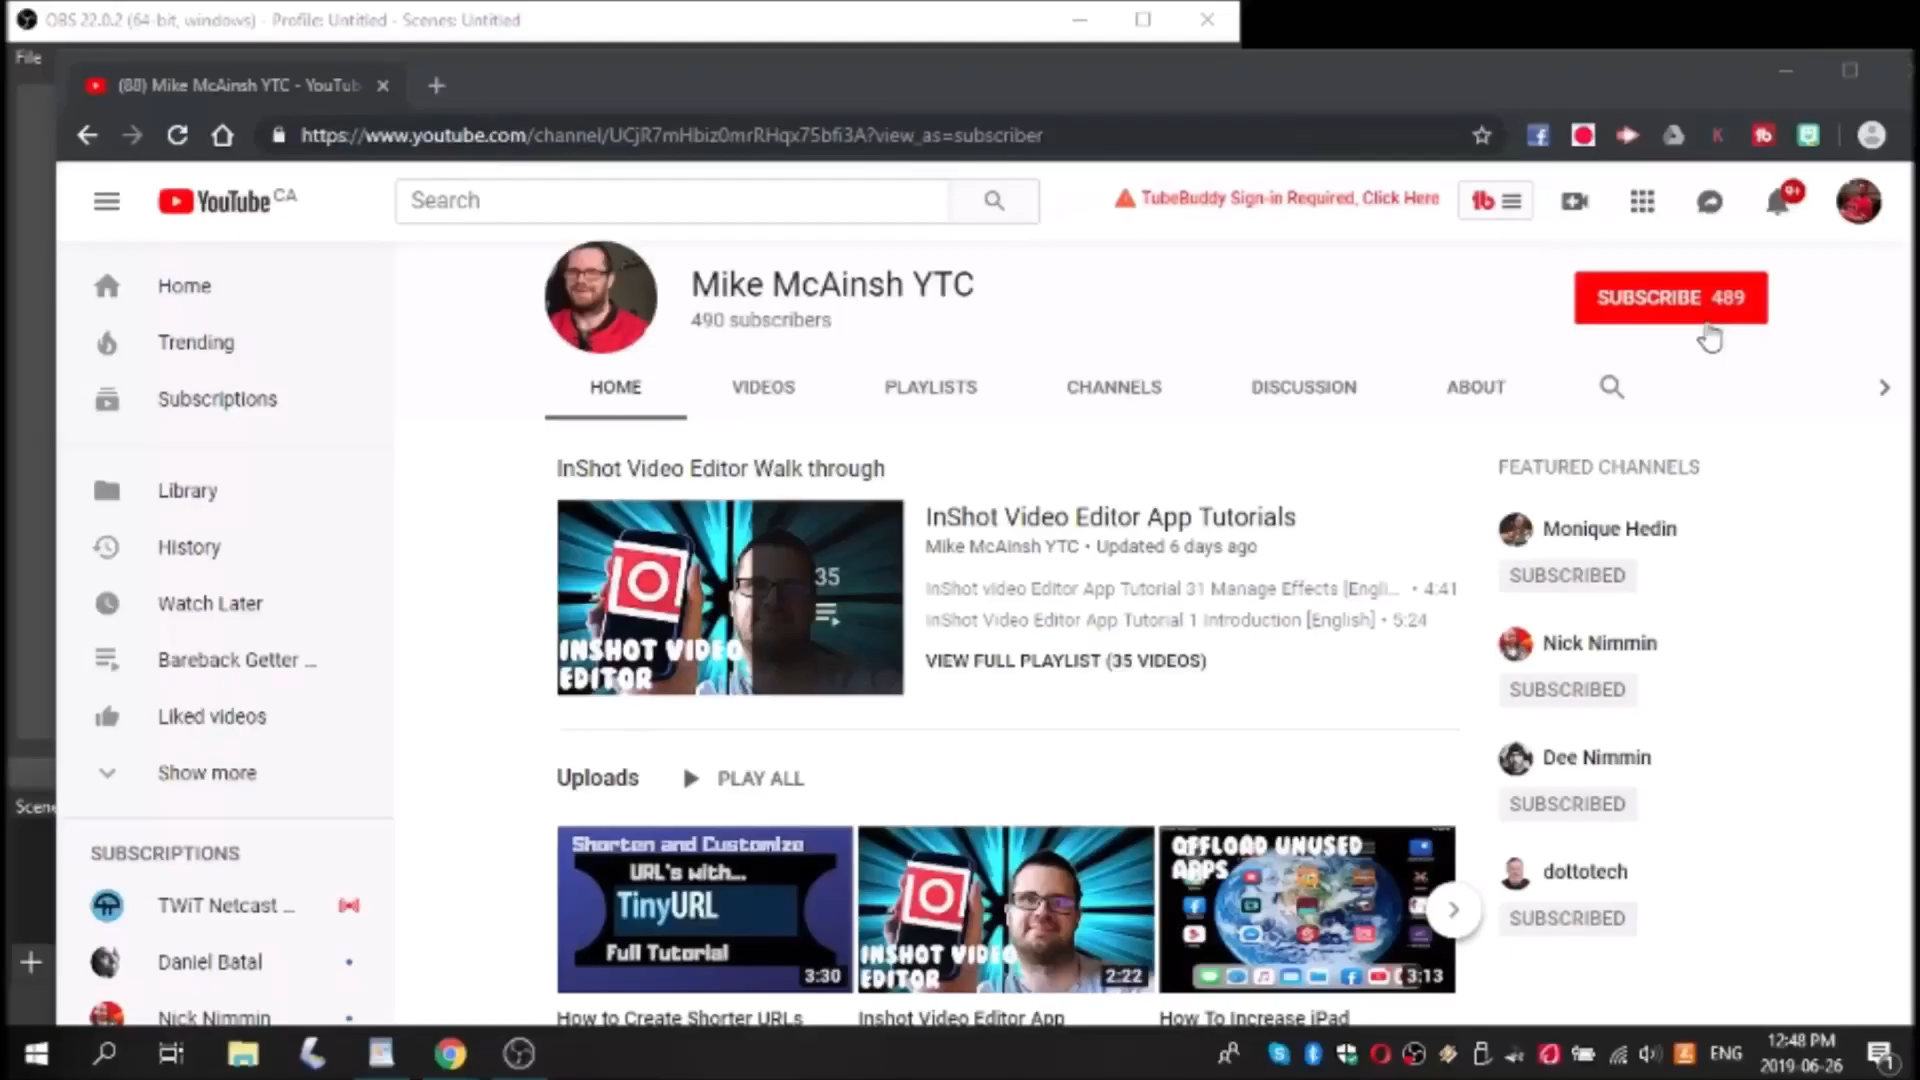 OBS 22.0.2 (64-bit, windows) - Profile: Untitled - Scenes: Untitled
File
(88) Mike McAinsh YTC - YouTub
https://www.youtube.com/channel/UCjR7mHbiz0mrRHqx75bfi3A?view_as=subscriber
YouTube CA
Search
TubeBuddy Sign-in Required, Click Here
tb
9+
Home
Trending
Subscriptions
Library
History
Watch Later
Bareback Getter ...
Liked videos
Show more
SUBSCRIPTIONS
TWiT Netcast ...
Daniel Batal
Nick Nimmin
Scene
Mike McAinsh YTC
490 subscribers
SUBSCRIBE 489
HOME
VIDEOS
PLAYLISTS
CHANNELS
DISCUSSION
ABOUT
InShot Video Editor Walk through
35
INSHOT VIDEO
EDITOR
InShot Video Editor App Tutorials
Mike McAinsh YTC • Updated 6 days ago
InShot video Editor App Tutorial 31 Manage Effects [Engli... • 4:41
InShot Video Editor App Tutorial 1 Introduction [English] • 5:24
VIEW FULL PLAYLIST (35 VIDEOS)
FEATURED CHANNELS
Monique Hedin
SUBSCRIBED
Nick Nimmin
SUBSCRIBED
Dee Nimmin
SUBSCRIBED
dottotech
SUBSCRIBED
Uploads
PLAY ALL
Shorten and Customize
URL's with...
TinyURL
Full Tutorial
3:30
How to Create Shorter URLs
INSHOT VIDEO
EDITOR
2:22
Inshot Video Editor App
OFFLOAD UNUSED
APPS
3:13
How To Increase iPad
ENG
12:48 PM
2019-06-26
1